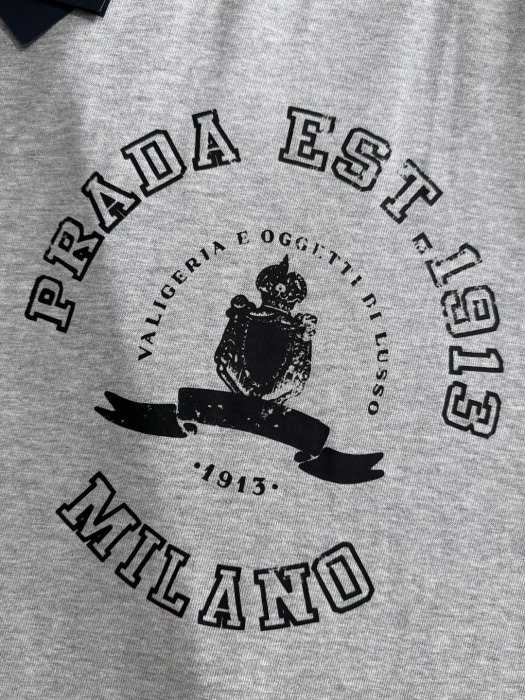 PRADA EST. 1913
VALIGERIA E OGGETTI DI LUSSO
·1913·
MILANO